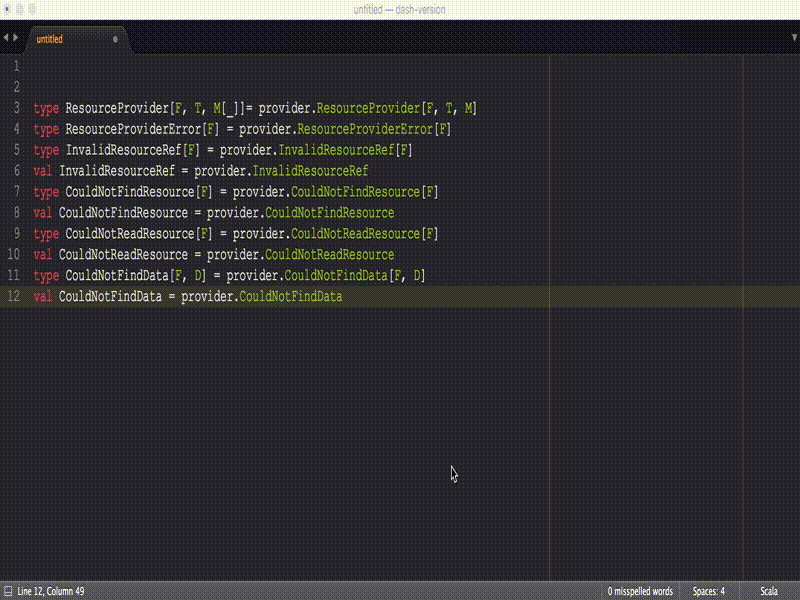 untitled — dash-version
untitled
1
2
3 type ResourceProvider[F, T, M[_]]= provider.ResourceProvider[F, T, M]
4 type ResourceProviderError[F] = provider.ResourceProviderError[F]
5 type InvalidResourceRef[F] = provider.InvalidResourceRef[F]
6 val InvalidResourceRef = provider.InvalidResourceRef
7 type CouldNotFindResource[F] = provider.CouldNotFindResource[F]
8 val CouldNotFindResource = provider.CouldNotFindResource
9 type CouldNotReadResource[F] = provider.CouldNotReadResource[F]
10 val CouldNotReadResource = provider.CouldNotReadResource
11 type CouldNotFindData[F, D] = provider.CouldNotFindData[F, D]
12 val CouldNotFindData = provider.CouldNotFindData
Line 12, Column 49 0 misspelled words Spaces: 4 Scala